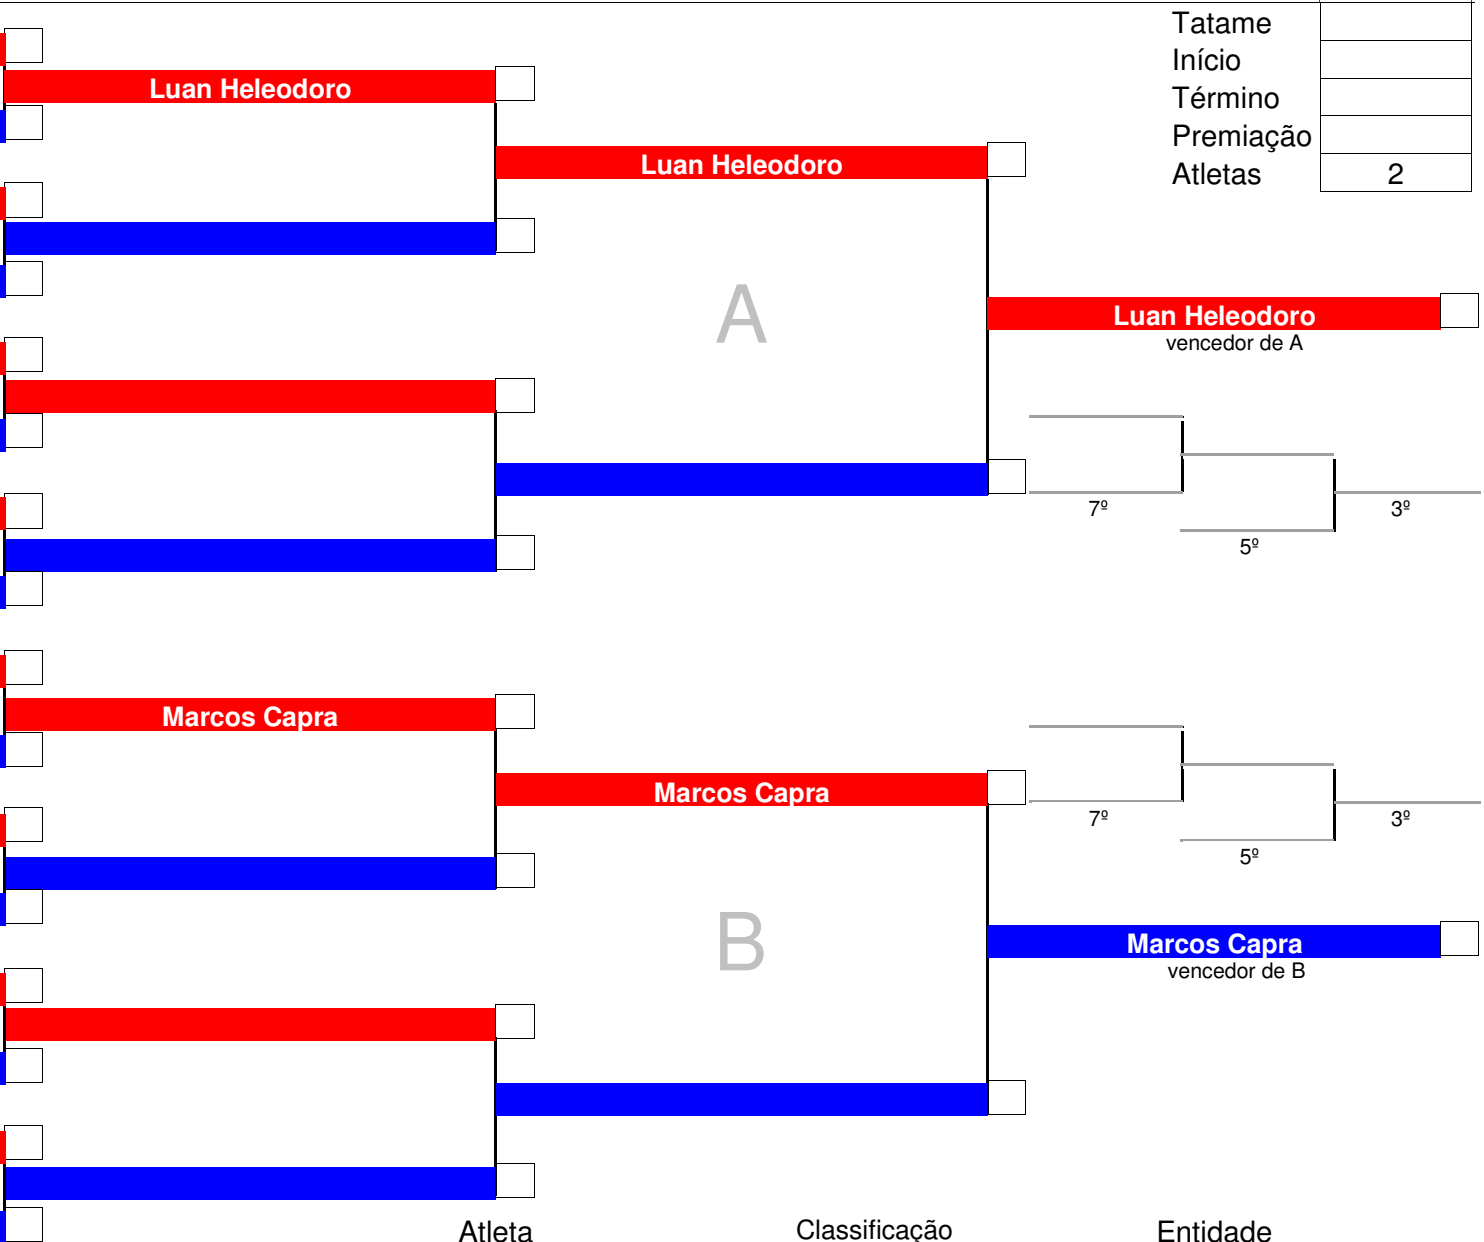 Tatame
Início
Término
Premiação
Atletas 2
Luan Heleodoro
Luan Heleodoro
A
Luan Heleodoro
vencedor de A
7º
3º
5º
Marcos Capra
Marcos Capra
7º
3º
5º
B
Marcos Capra
vencedor de B
Atleta Classificação Entidade